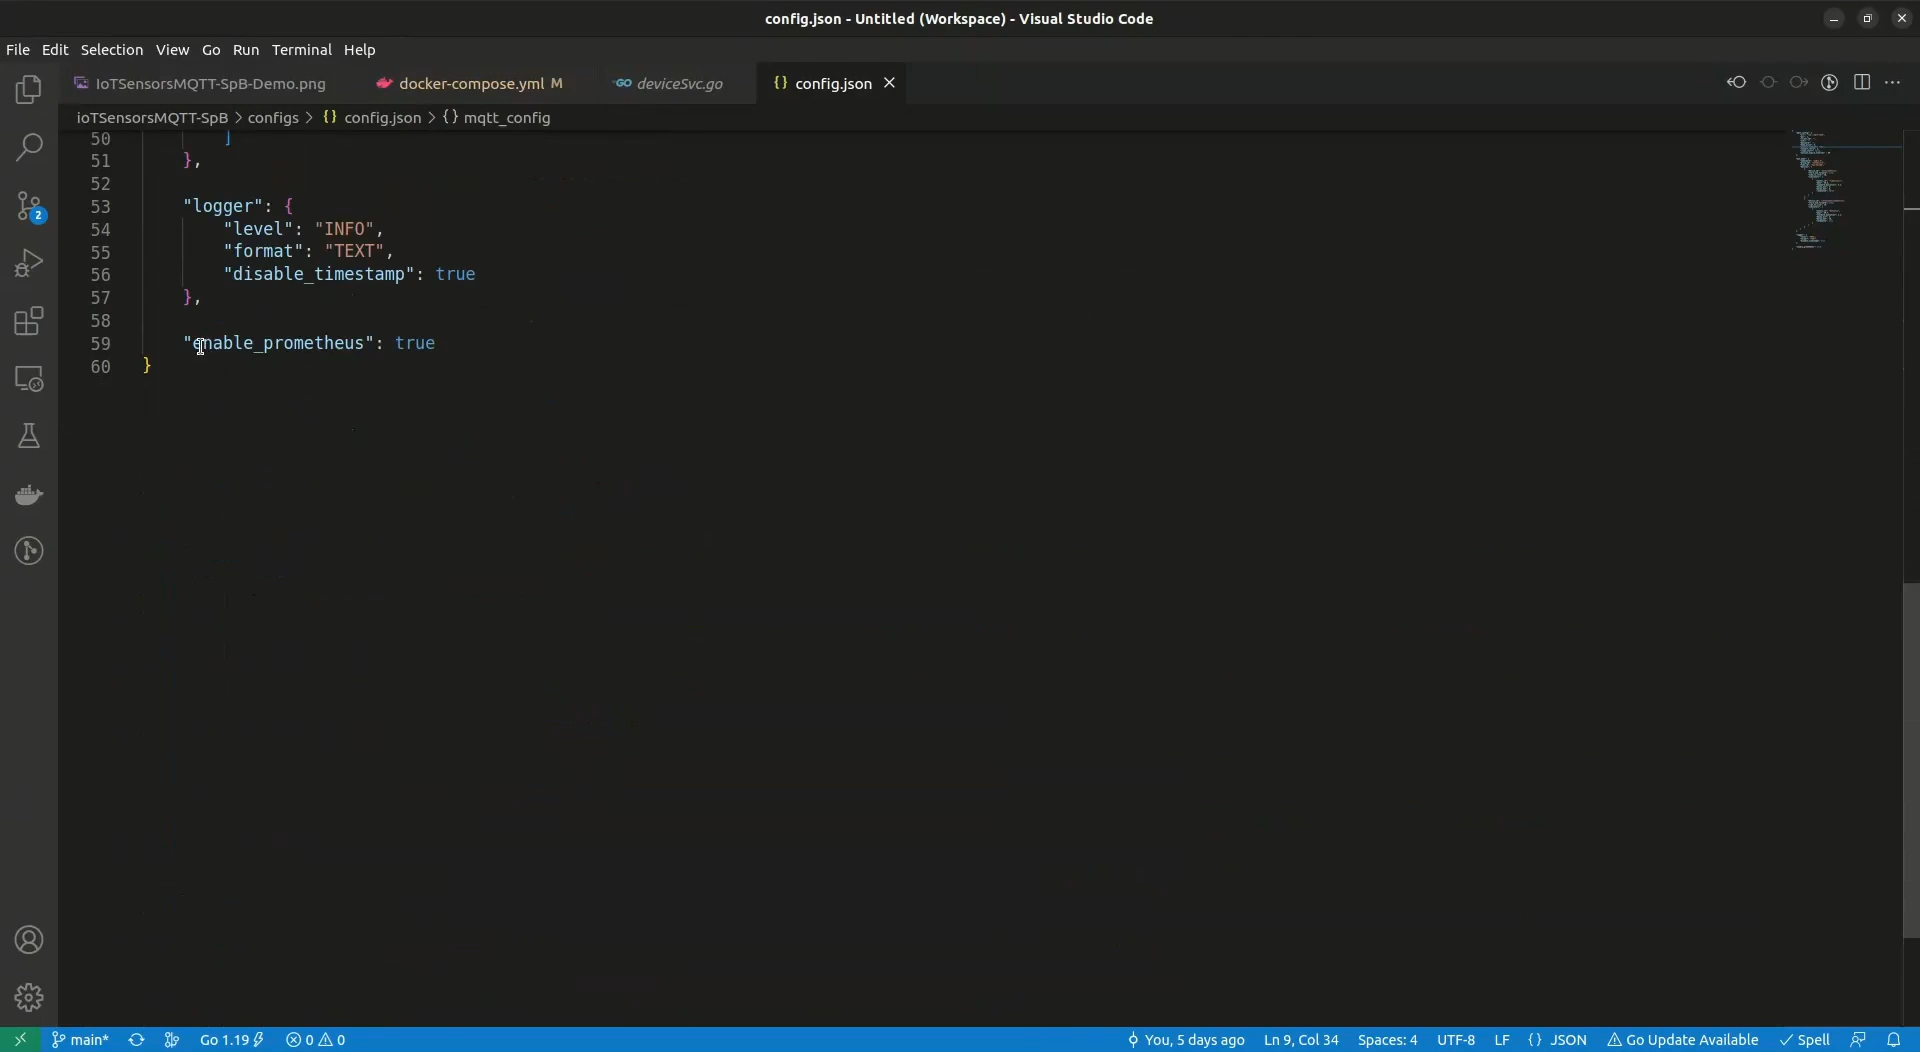 config.json - Untitled (Workspace) - Visual Studio Code
File Edit Selection View Go Run Terminal Help
IoTSensorsMQTT-SpB-Demo.png docker-compose.yml M deviceSvc.go {} config.json
ioTSensorsMQTT-SpB > configs > {} config.json > {} mqtt_config
50 ]
51 },
52
53 "logger": {
54 "level": "INFO",
55 "format": "TEXT",
56 "disable_timestamp": true
57 },
58
59 "enable_prometheus": true
60 }
2
main* Go 1.19 0 0 You, 5 days ago Ln 9, Col 34 Spaces: 4 UTF-8 LF {} JSON Go Update Available Spell